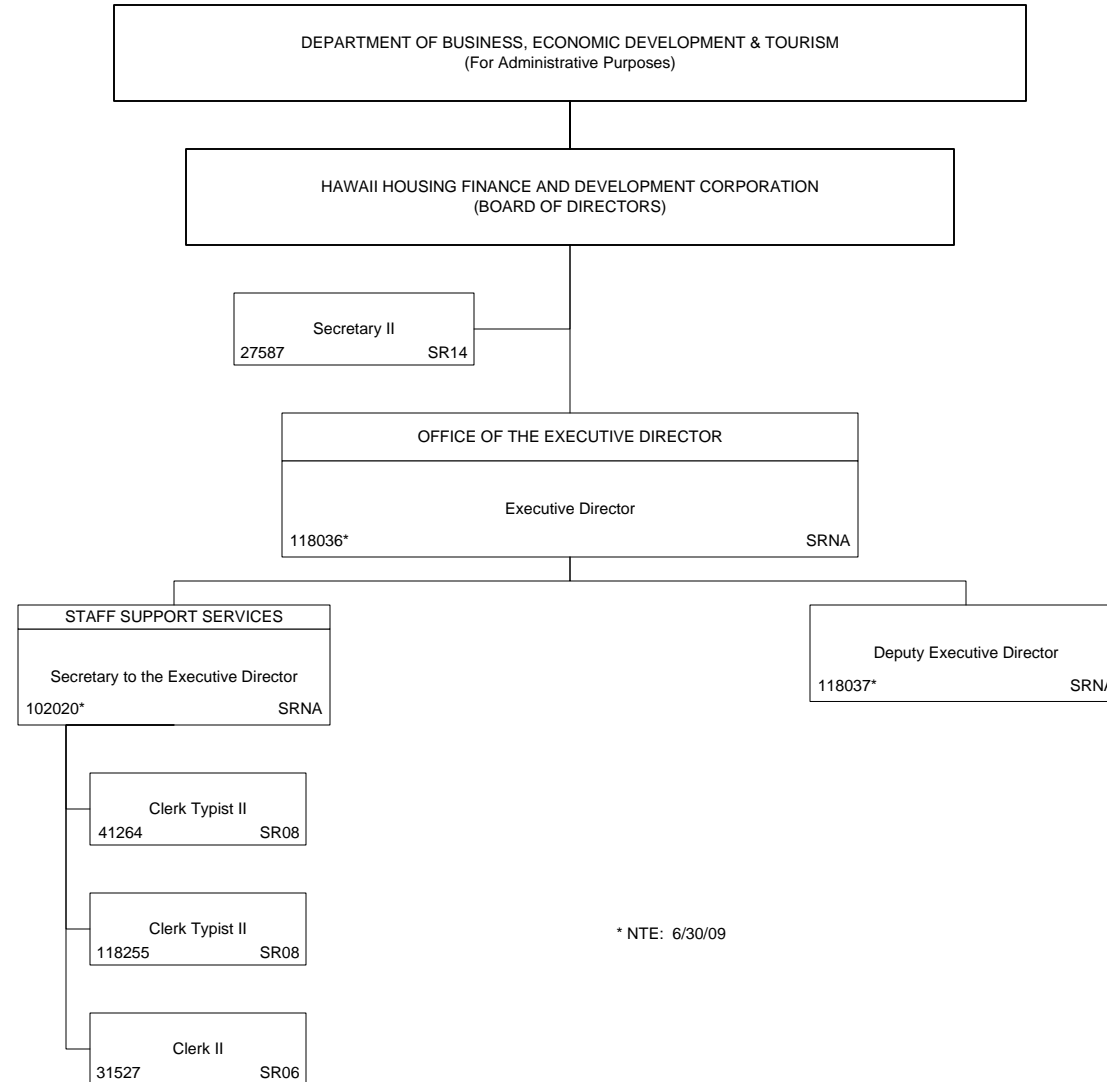 DEPARTMENT OF BUSINESS, ECONOMIC DEVELOPMENT & TOURISM
(For Administrative Purposes)
HAWAII HOUSING FINANCE AND DEVELOPMENT CORPORATION
(BOARD OF DIRECTORS)
Secretary II
27587 SR14
OFFICE OF THE EXECUTIVE DIRECTOR
Executive Director
118036* SRNA
STAFF SUPPORT SERVICES
Secretary to the Executive Director
102020* SRNA
Deputy Executive Director
118037* SRNA
Clerk Typist II
41264 SR08
Clerk Typist II
118255 SR08
* NTE: 6/30/09
Clerk II
31527 SR06